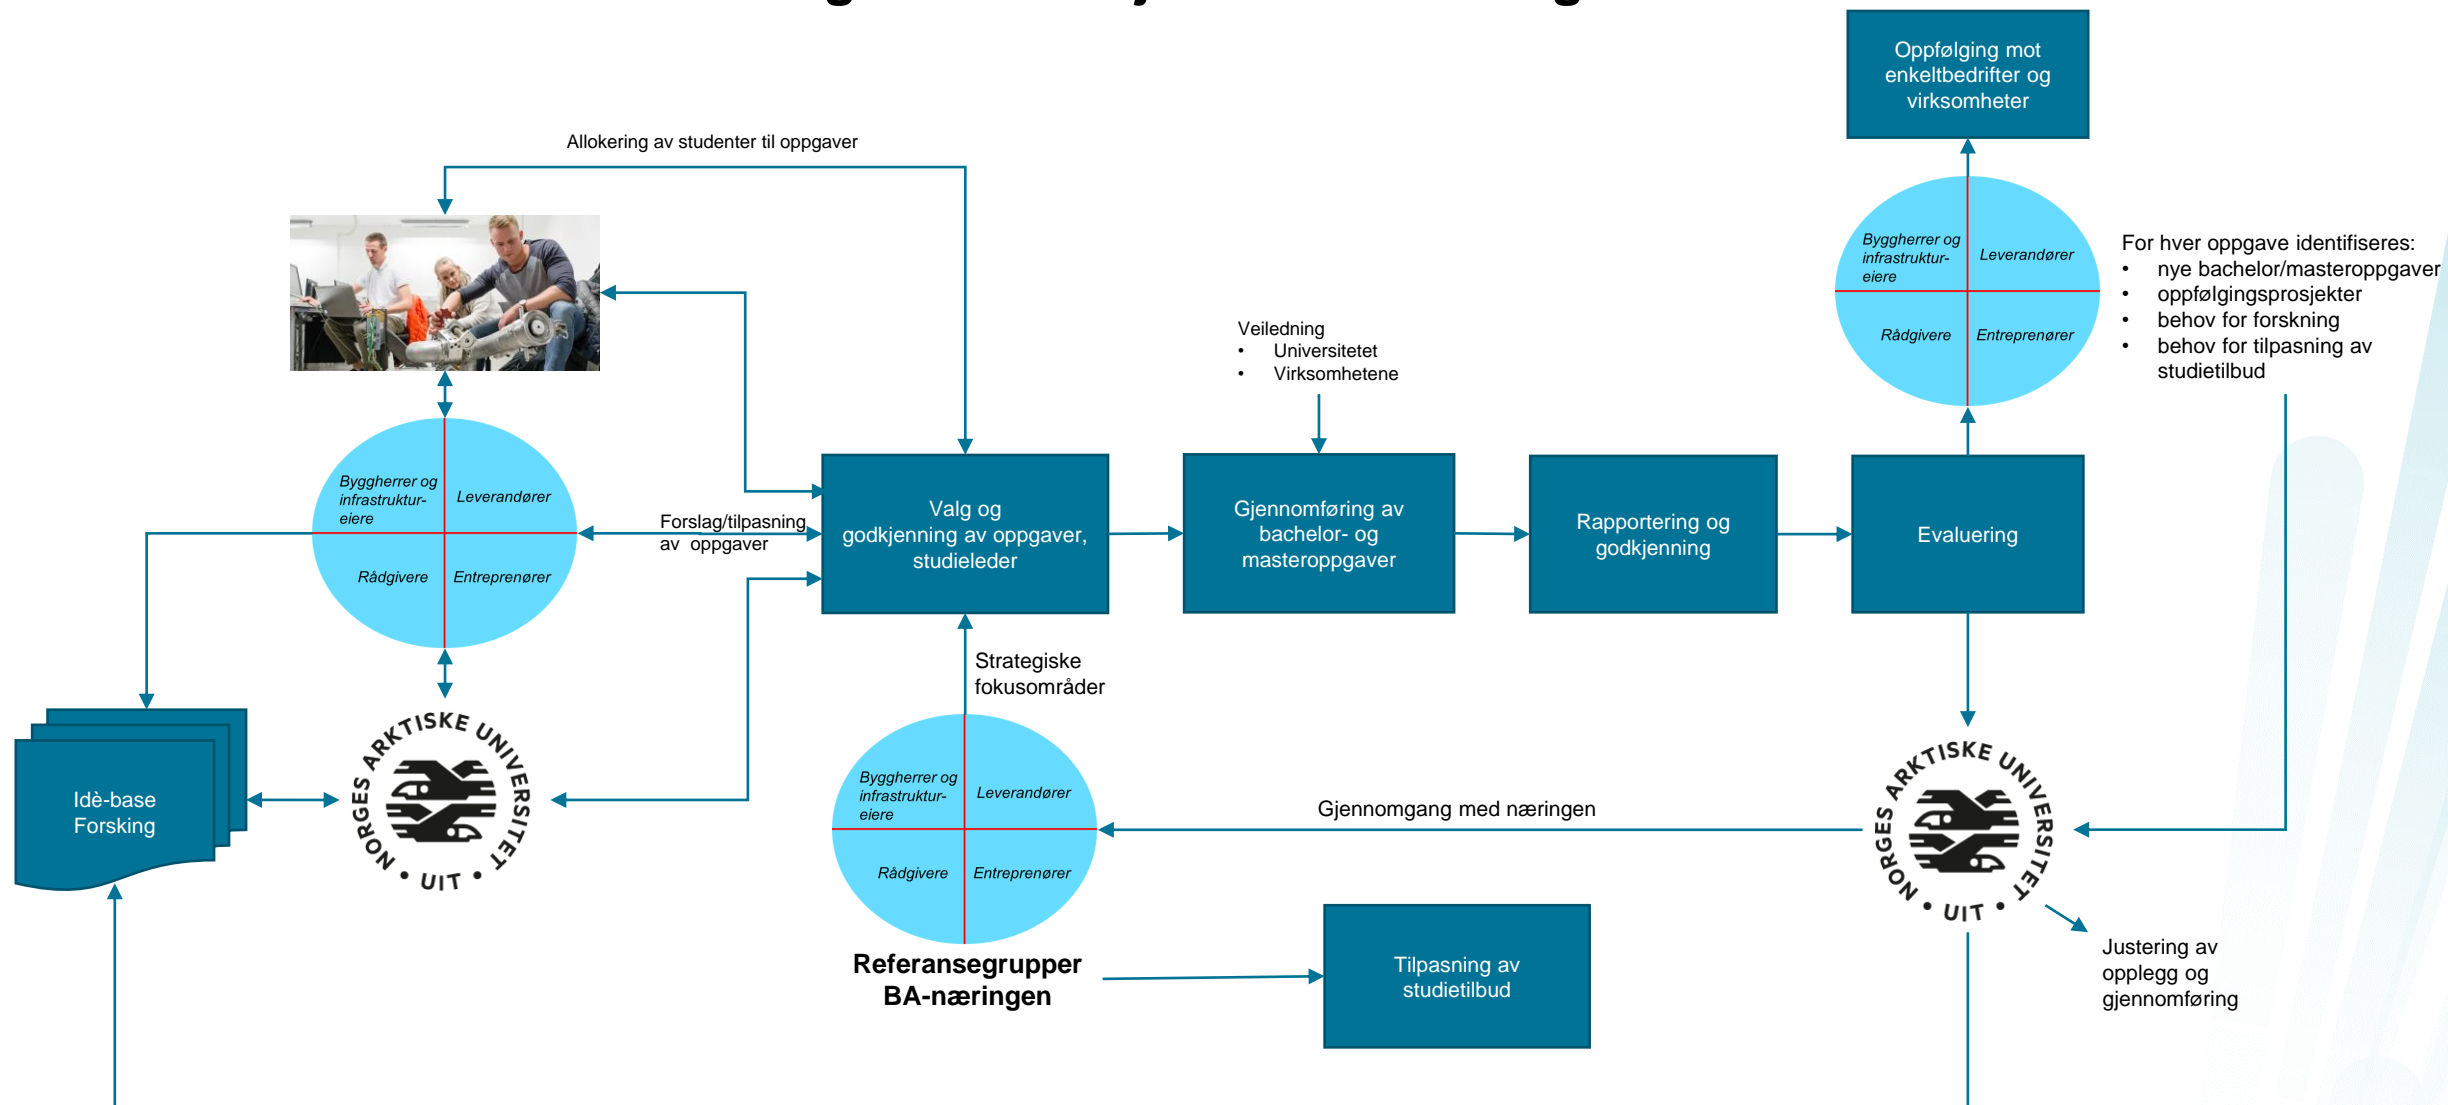 Oppfølging mot
enkeltbedrifter og
virksomheter
Allokering av studenter til oppgaver
Byggherrer og
infrastruktur-
eiere
Leverandører
Rådgivere
Entreprenører
For hver oppgave identifiseres:
• nye bachelor/masteroppgaver
• oppfølgingsprosjekter
• behov for forskning
• behov for tilpasning av
studietilbud
Veiledning
• Universitetet
• Virksomhetene
Byggherrer og
infrastruktur-
eiere
Leverandører
Rådgivere
Entreprenører
Forslag/tilpasning
av oppgaver
Valg og
godkjenning av oppgaver,
studieleder
Gjennomføring av
bachelor- og
masteroppgaver
Rapportering og
godkjenning
Evaluering
Strategiske
fokusområder
Idè-base
Forsking
NORGES ARKTISKE UNIVERSITET
• UIT •
Byggherrer og
infrastruktur-
eiere
Leverandører
Rådgivere
Entreprenører
Gjennomgang med næringen
NORGES ARKTISKE UNIVERSITET
• UIT •
Referansegrupper
BA-næringen
Tilpasning av
studietilbud
Justering av
opplegg og
gjennomføring